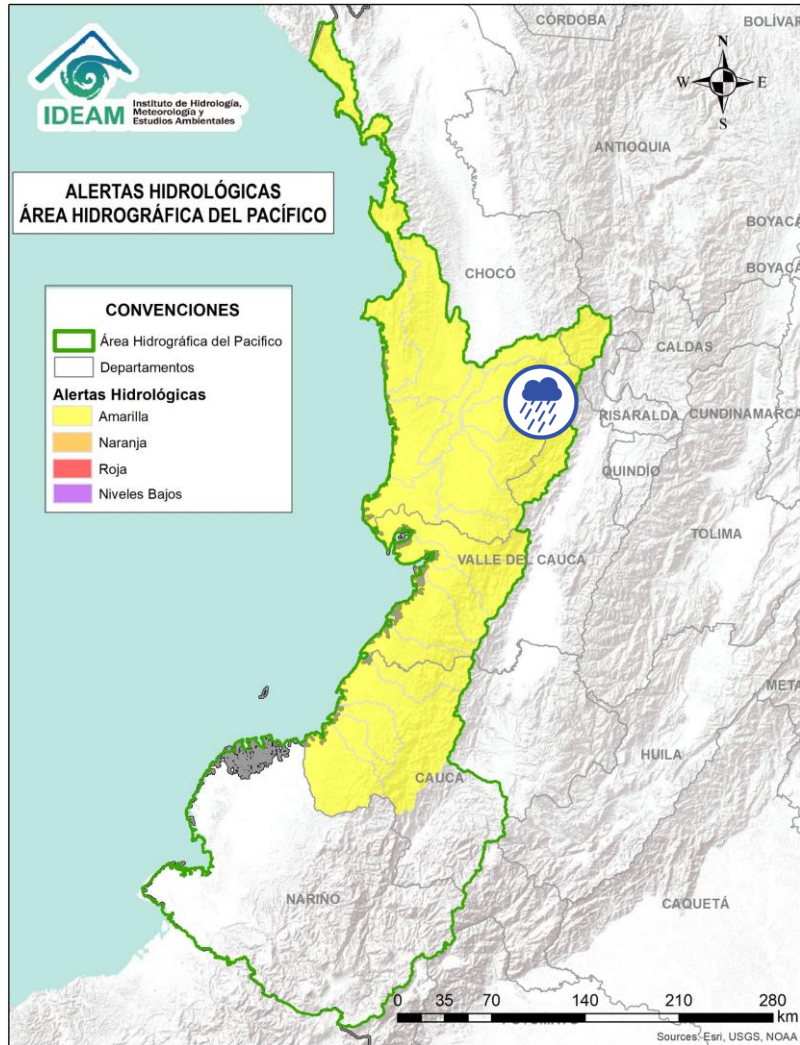 IDEAM
Instituto de Hidrología,
Meteorología y
Estudios Ambientales
ALERTAS HIDROLÓGICAS
ÁREA HIDROGRÁFICA DEL PACÍFICO
CONVENCIONES
Área Hidrográfica del Pacifico
Departamentos
Alertas Hidrológicas
Amarilla
Naranja
Roja
Niveles Bajos
N
W E
S
CÓRDOBA
BOLÍVAR
ANTIOQUIA
BOYACÁ
BOYACÁ
CHOCÓ
CALDAS
RISARALDA
CUNDINAMARCA
QUINDÍO
TOLIMA
VALLE DEL CAUCA
META
HUILA
CAUCA
NARIÑO
CAQUETÁ
0 35 70 140 210 280
km
Sources: Esri, USGS, NOAA